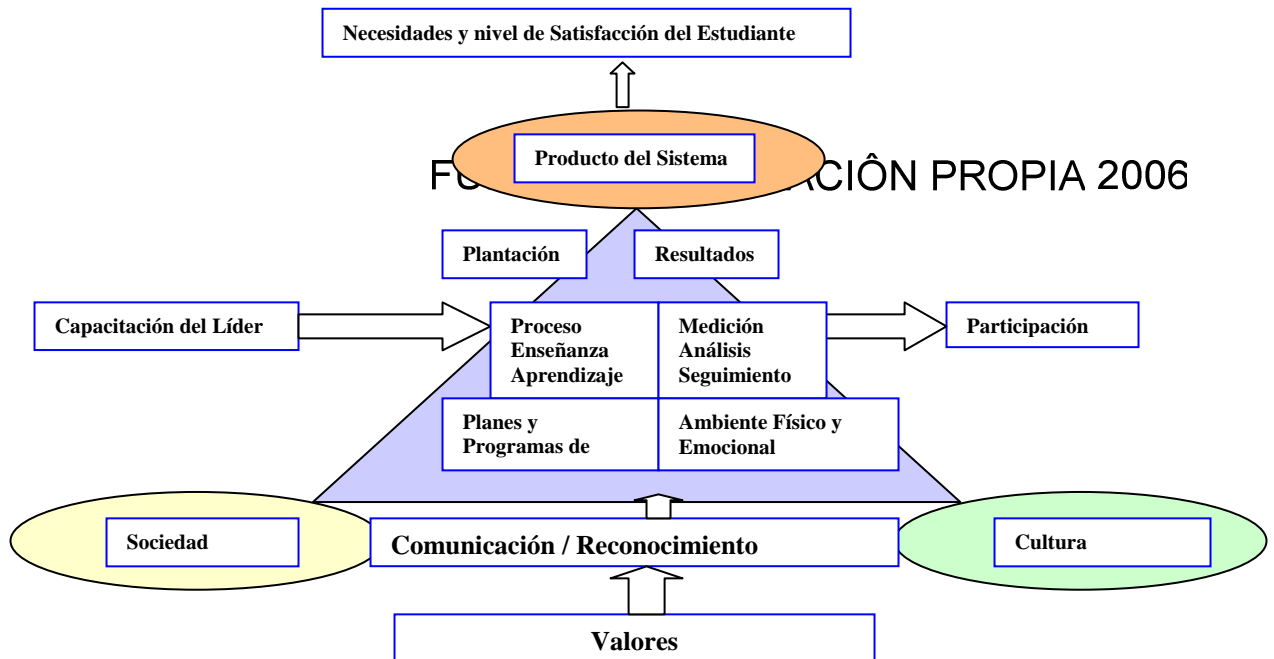 Necesidades y nivel de Satisfacción del Estudiante
Producto del Sistema
PROPIA 2006
Plantación
Resultados
Capacitación del Líder
Proceso
Enseñanza
Aprendizaje
Medición
Análisis
Seguimiento
Participación
Planes y
Programas de
Ambiente Físico y
Emocional
Sociedad
Comunicación / Reconocimiento
Cultura
Valores